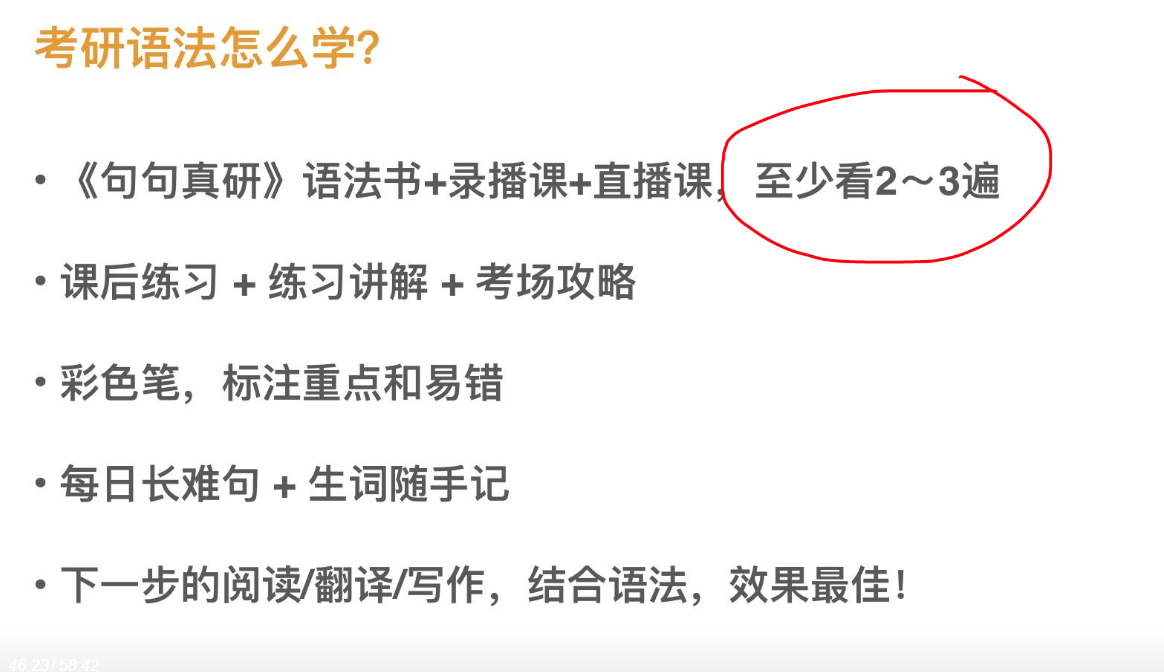 考研语法怎么学?
• 《句句真研》语法书+录播课+直播课，至少看2～3遍
• 课后练习 + 练习讲解 + 考场攻略
• 彩色笔，标注重点和易错
• 每日长难句 + 生词随手记
• 下一步的阅读/翻译/写作，结合语法，效果最佳！
46:23 / 58:42